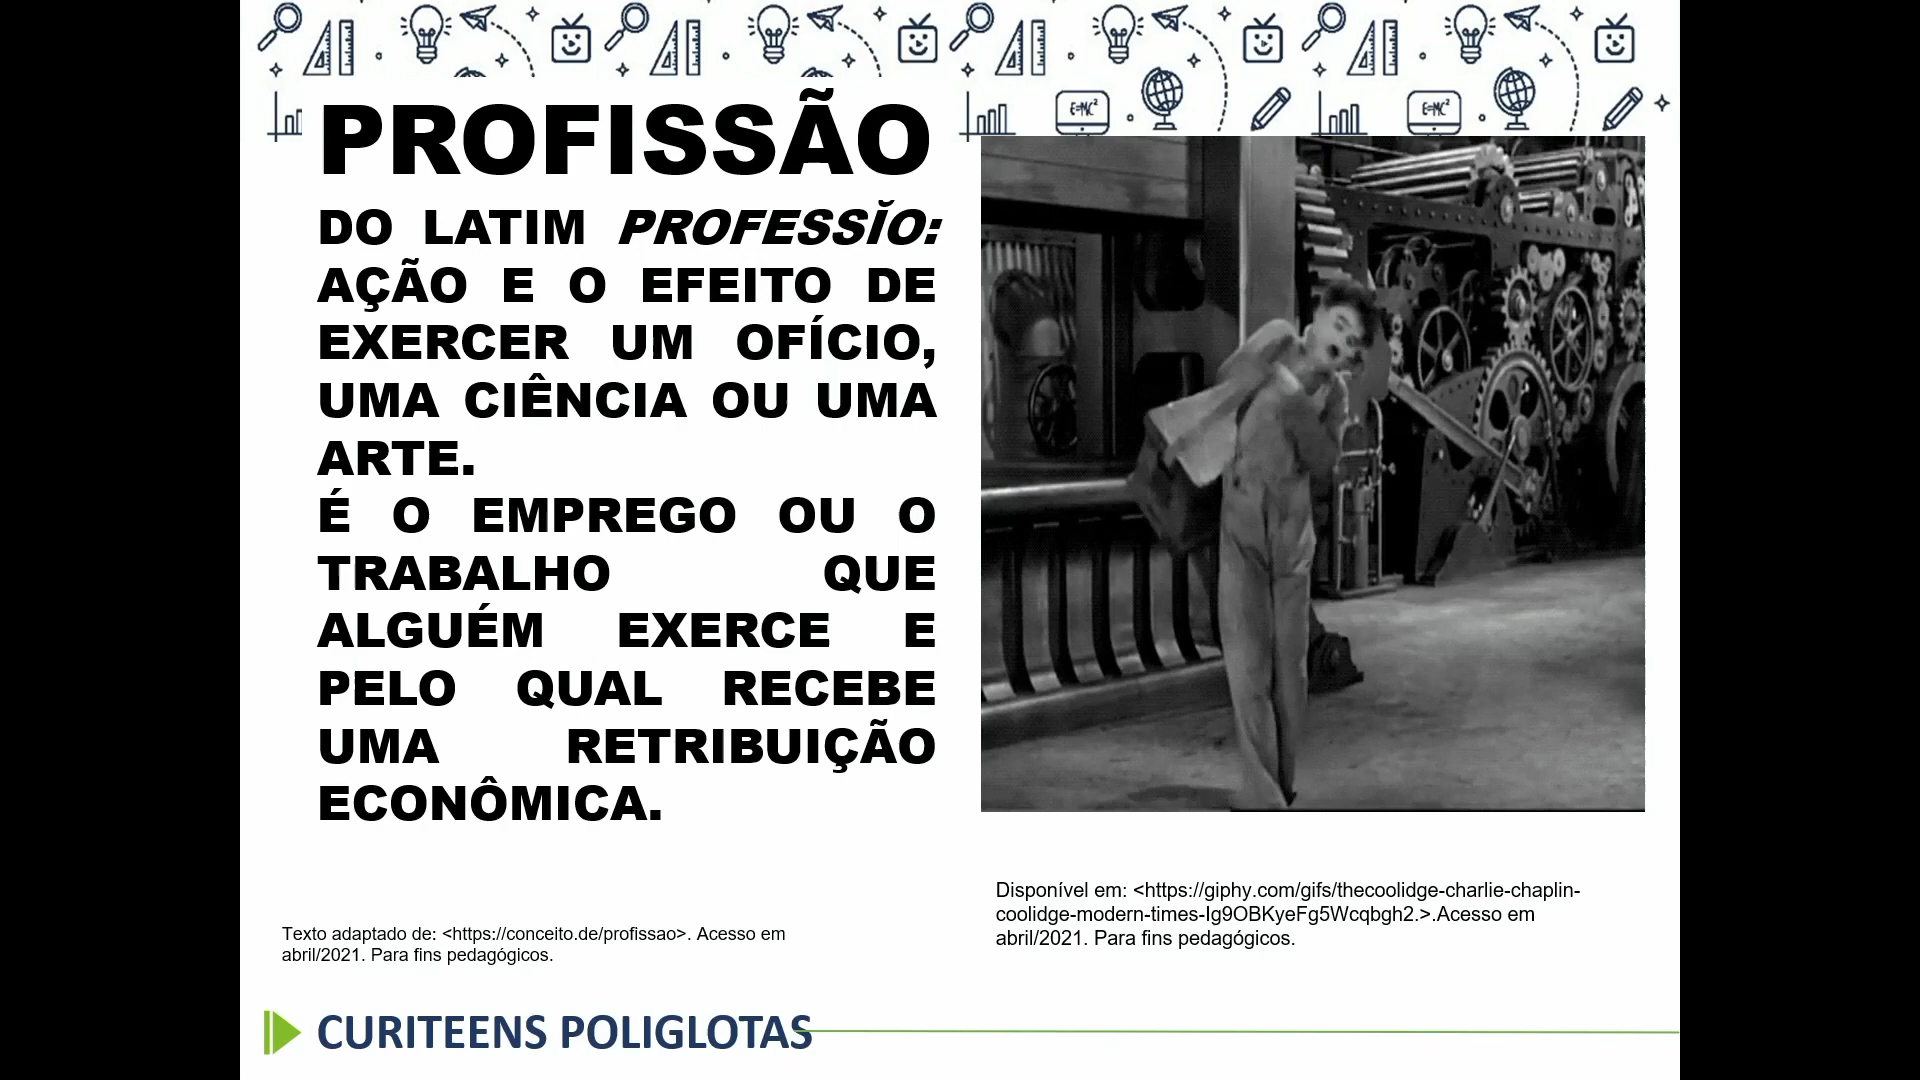 E=MC²
E=MC²
PROFISSÃO
DO LATIM PROFESSĬO:
AÇÃO E O EFEITO DE
EXERCER UM OFÍCIO,
UMA CIÊNCIA OU UMA
ARTE.
É O EMPREGO OU O
TRABALHO QUE
ALGUÉM EXERCE E
PELO QUAL RECEBE
UMA RETRIBUIÇÃO
ECONÔMICA.
Disponível em: <https://giphy.com/gifs/thecoolidge-charlie-chaplin-
coolidge-modern-times-Ig9OBKyeFg5Wcqbgh2.>.Acesso em
abril/2021. Para fins pedagógicos.
Texto adaptado de: <https://conceito.de/profissao>. Acesso em
abril/2021. Para fins pedagógicos.
CURITEENS POLIGLOTAS